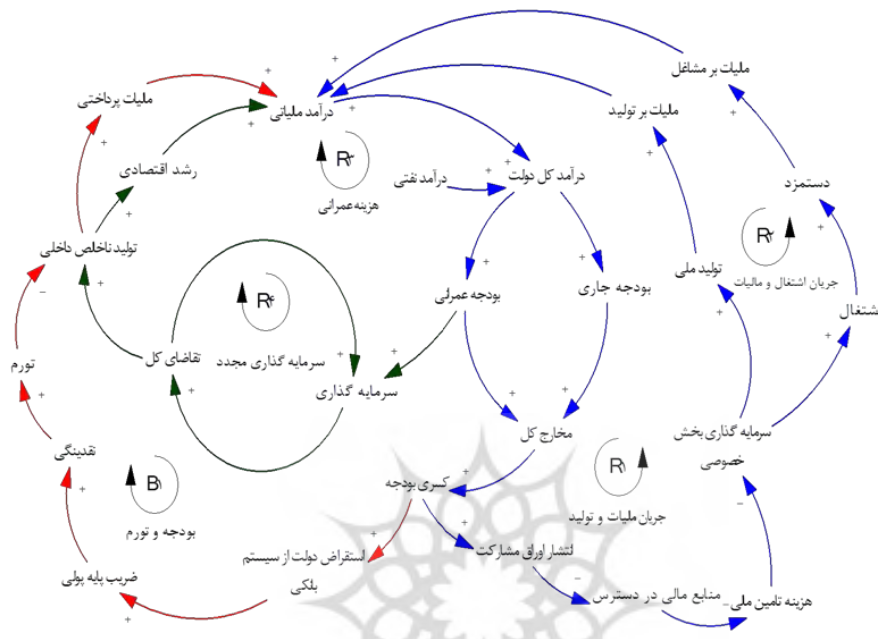 مالیات بر مشاغل
مالیات پرداختی
درآمد مالیاتی
مالیات بر تولید
رشد اقتصادی
R۳
درآمد نفتی
درآمد کل دولت
دستمزد
هزینه عمرانی
تولید ناخالص داخلی
R۲
تولید ملی
جریان اشتغال و مالیات
R۴
بودجه عمرانی
بودجه جاری
اشتغال
تورم
تقاضای کل
سرمایه گذاری مجدد
سرمایه گذاری
مخارج کل
سرمایه گذاری بخش
خصوصی
نقدینگی
B۱
R۱
کسری بودجه
بودجه و تورم
جریان مالیات و تولید
استقراض دولت از سیستم
بانکی
انتشار اوراق مشارکت
ضریب پایه پولی
منابع مالی در دسترس
هزینه تامین ملی